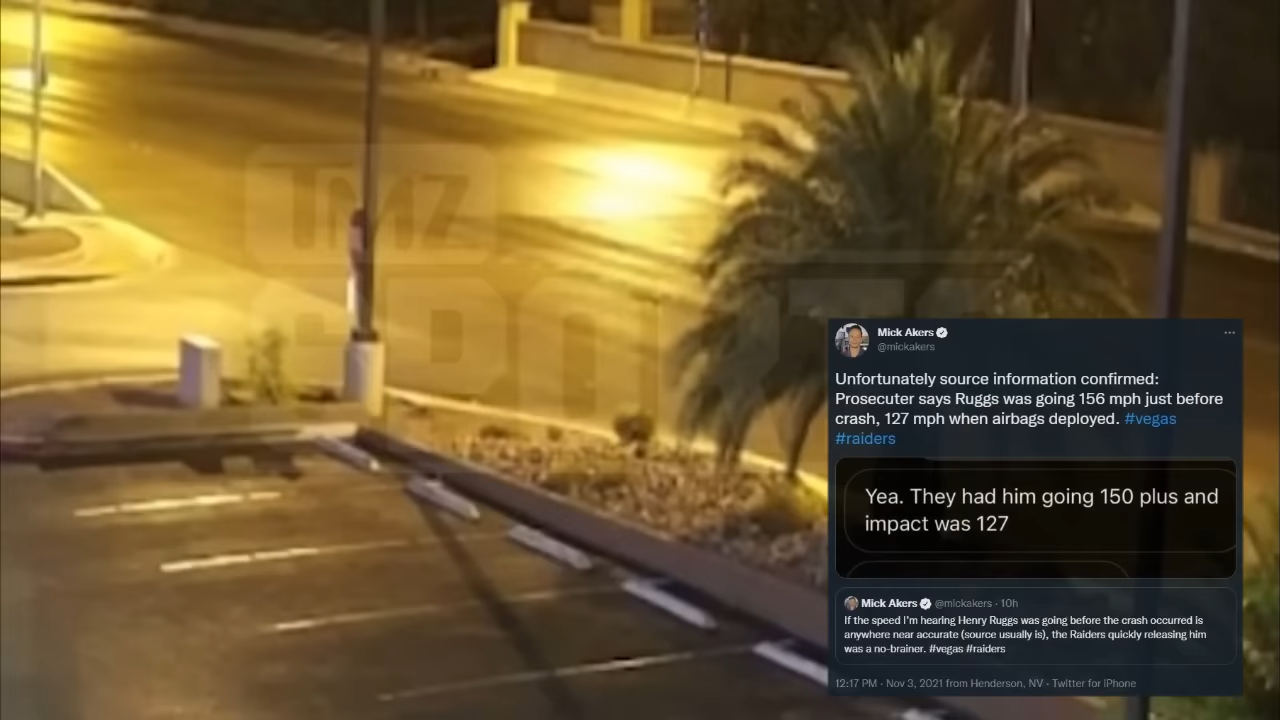 TMZ
SPORTS
Mick Akers
@mickakers
Unfortunately source information confirmed:
Prosecuter says Ruggs was going 156 mph just before
crash, 127 mph when airbags deployed. #vegas
#raiders
Yea. They had him going 150 plus and
impact was 127
Mick Akers @mickakers · 10h
If the speed I'm hearing Henry Ruggs was going before the crash occurred is
anywhere near accurate (source usually is), the Raiders quickly releasing him
was a no-brainer. #vegas #raiders
12:17 PM · Nov 3, 2021 from Henderson, NV · Twitter for iPhone